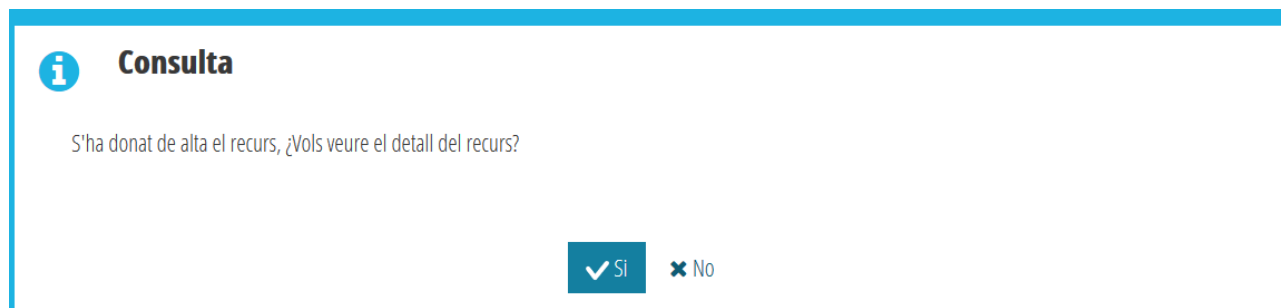 Consulta
S'ha donat de alta el recurs, ¿Vols veure el detall del recurs?
Si No